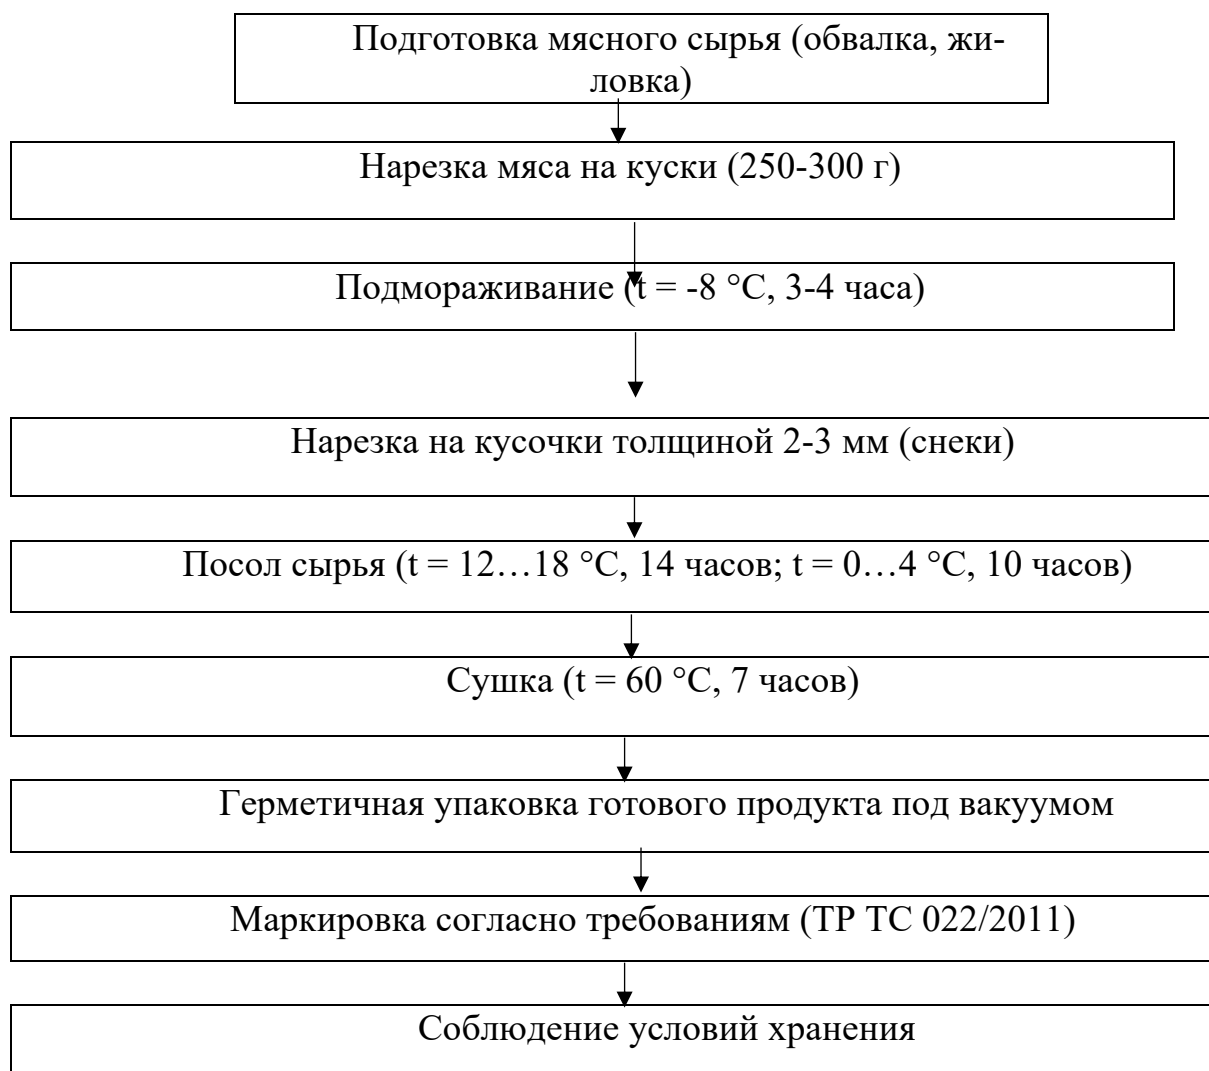 Подготовка мясного сырья (обвалка, жи-
ловка)
Нарезка мяса на куски (250-300 г)
Подмораживание (t = -8 °C, 3-4 часа)
Нарезка на кусочки толщиной 2-3 мм (снеки)
Посол сырья (t = 12…18 °C, 14 часов; t = 0…4 °C, 10 часов)
Сушка (t = 60 °C, 7 часов)
Герметичная упаковка готового продукта под вакуумом
Маркировка согласно требованиям (ТР ТС 022/2011)
Соблюдение условий хранения